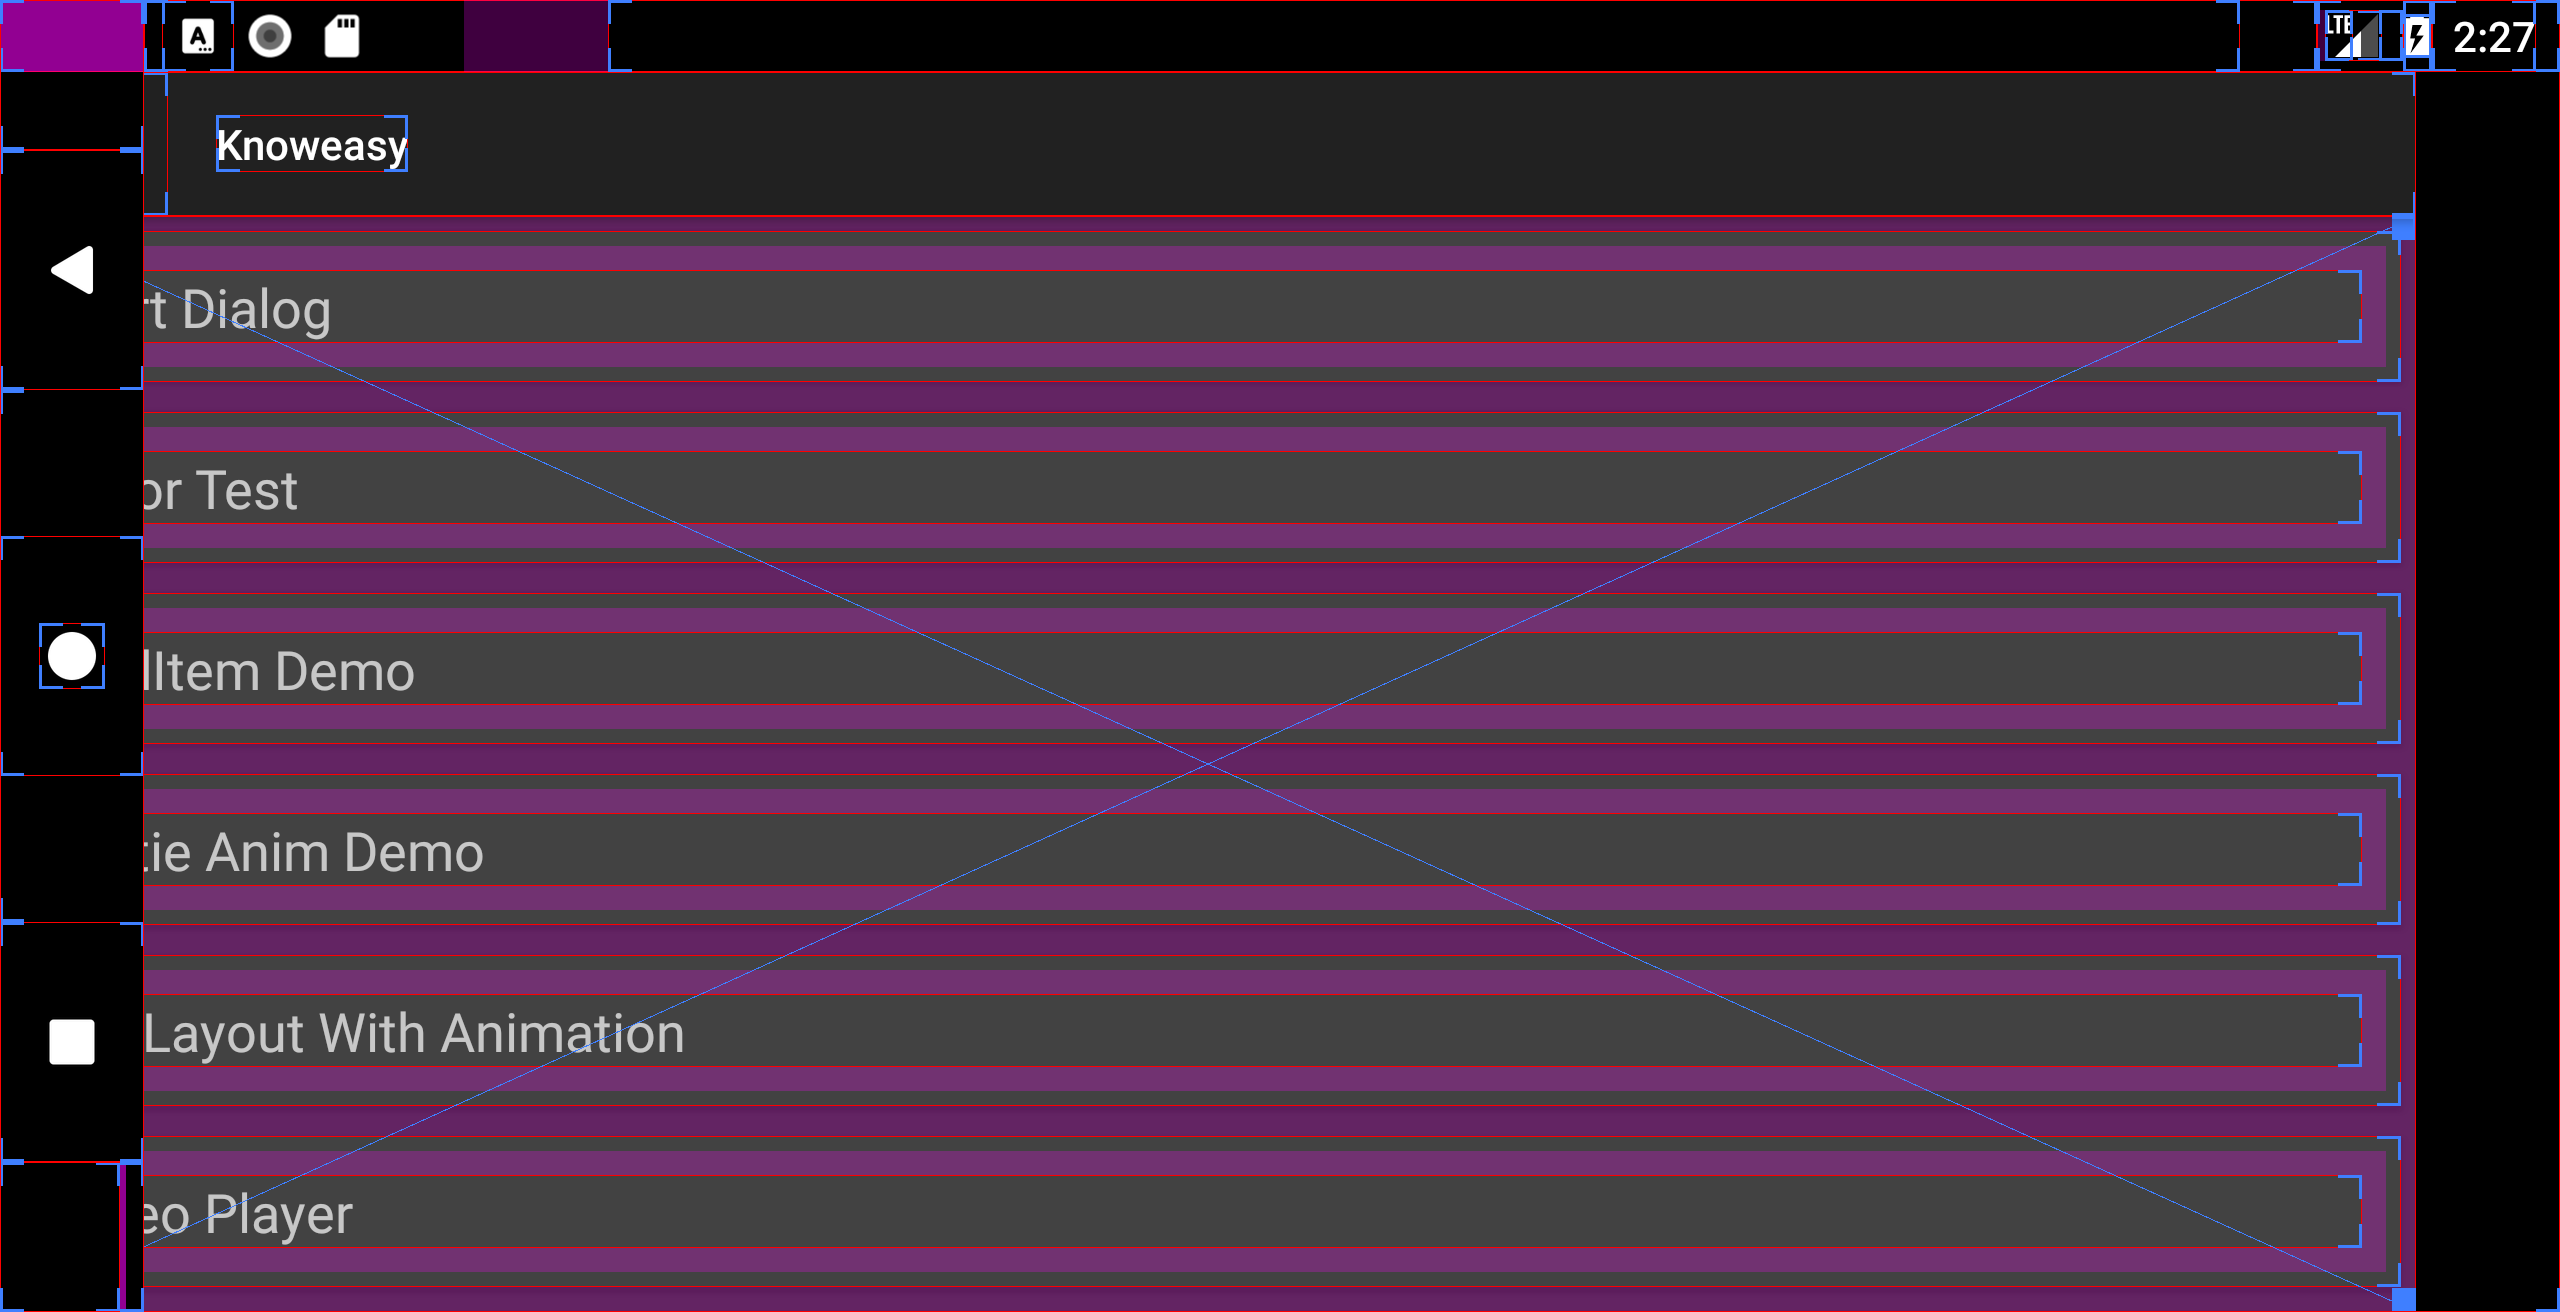 A
LTE
2:27
Knoweasy
rt Dialog
or Test
lItem Demo
tie Anim Demo
Layout With Animation
eo Player